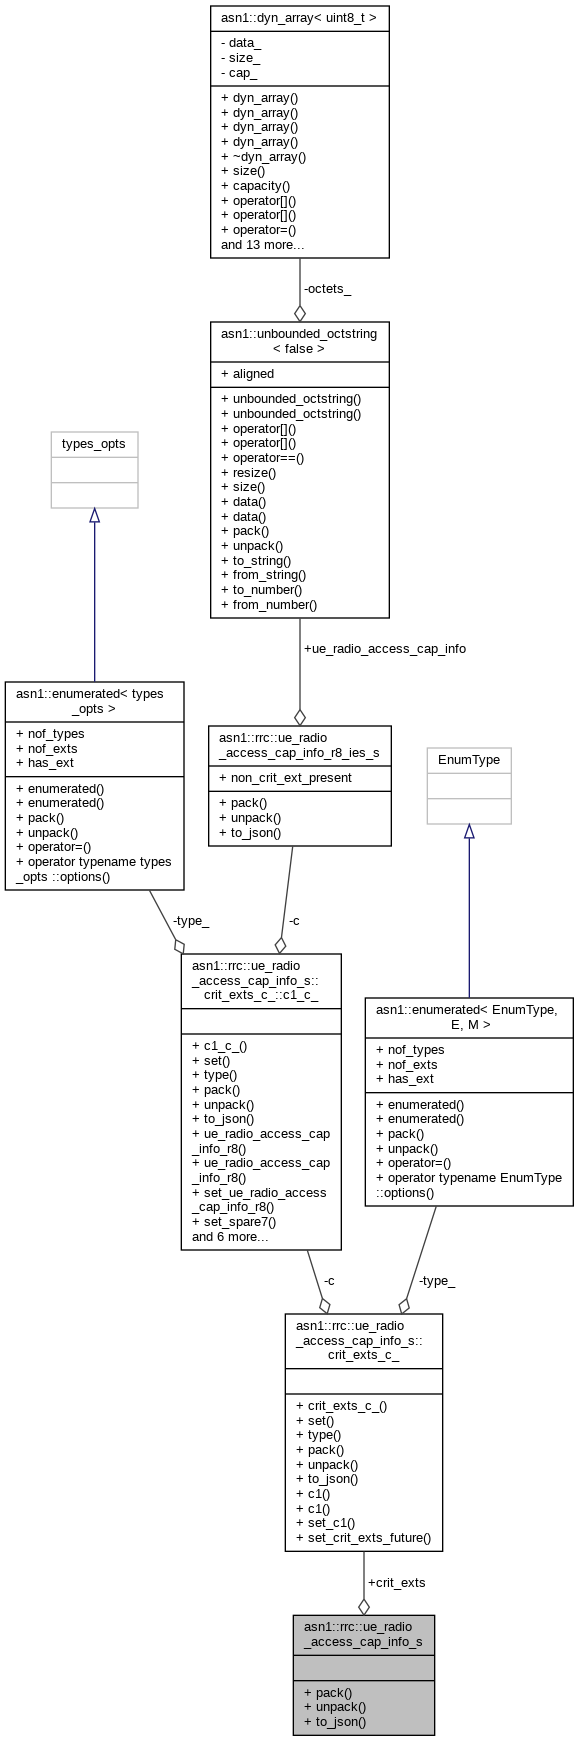 asn1::dyn_array< uint8_t >
- data_
- size_
- cap_
+ dyn_array()
+ dyn_array()
+ dyn_array()
+ dyn_array()
+ ~dyn_array()
+ size()
+ capacity()
+ operator[]()
+ operator[]()
+ operator=()
and 13 more...
-octets_
asn1::unbounded_octstring
< false >
+ aligned
+ unbounded_octstring()
+ unbounded_octstring()
+ operator[]()
+ operator[]()
+ operator==()
+ resize()
+ size()
+ data()
+ data()
+ pack()
+ unpack()
+ to_string()
+ from_string()
+ to_number()
+ from_number()
types_opts
+ue_radio_access_cap_info
asn1::enumerated< types
_opts >
+ nof_types
+ nof_exts
+ has_ext
+ enumerated()
+ enumerated()
+ pack()
+ unpack()
+ operator=()
+ operator typename types
_opts ::options()
asn1::rrc::ue_radio
_access_cap_info_r8_ies_s
+ non_crit_ext_present
+ pack()
+ unpack()
+ to_json()
EnumType
-type_
-c
asn1::rrc::ue_radio
_access_cap_info_s::
crit_exts_c_::c1_c_
+ c1_c_()
+ set()
+ type()
+ pack()
+ unpack()
+ to_json()
+ ue_radio_access_cap
_info_r8()
+ ue_radio_access_cap
_info_r8()
+ set_ue_radio_access
_cap_info_r8()
+ set_spare7()
and 6 more...
asn1::enumerated< EnumType,
E, M >
+ nof_types
+ nof_exts
+ has_ext
+ enumerated()
+ enumerated()
+ pack()
+ unpack()
+ operator=()
+ operator typename EnumType
::options()
-c
-type_
asn1::rrc::ue_radio
_access_cap_info_s::
crit_exts_c_
+ crit_exts_c_()
+ set()
+ type()
+ pack()
+ unpack()
+ to_json()
+ c1()
+ c1()
+ set_c1()
+ set_crit_exts_future()
+crit_exts
asn1::rrc::ue_radio
_access_cap_info_s
+ pack()
+ unpack()
+ to_json()